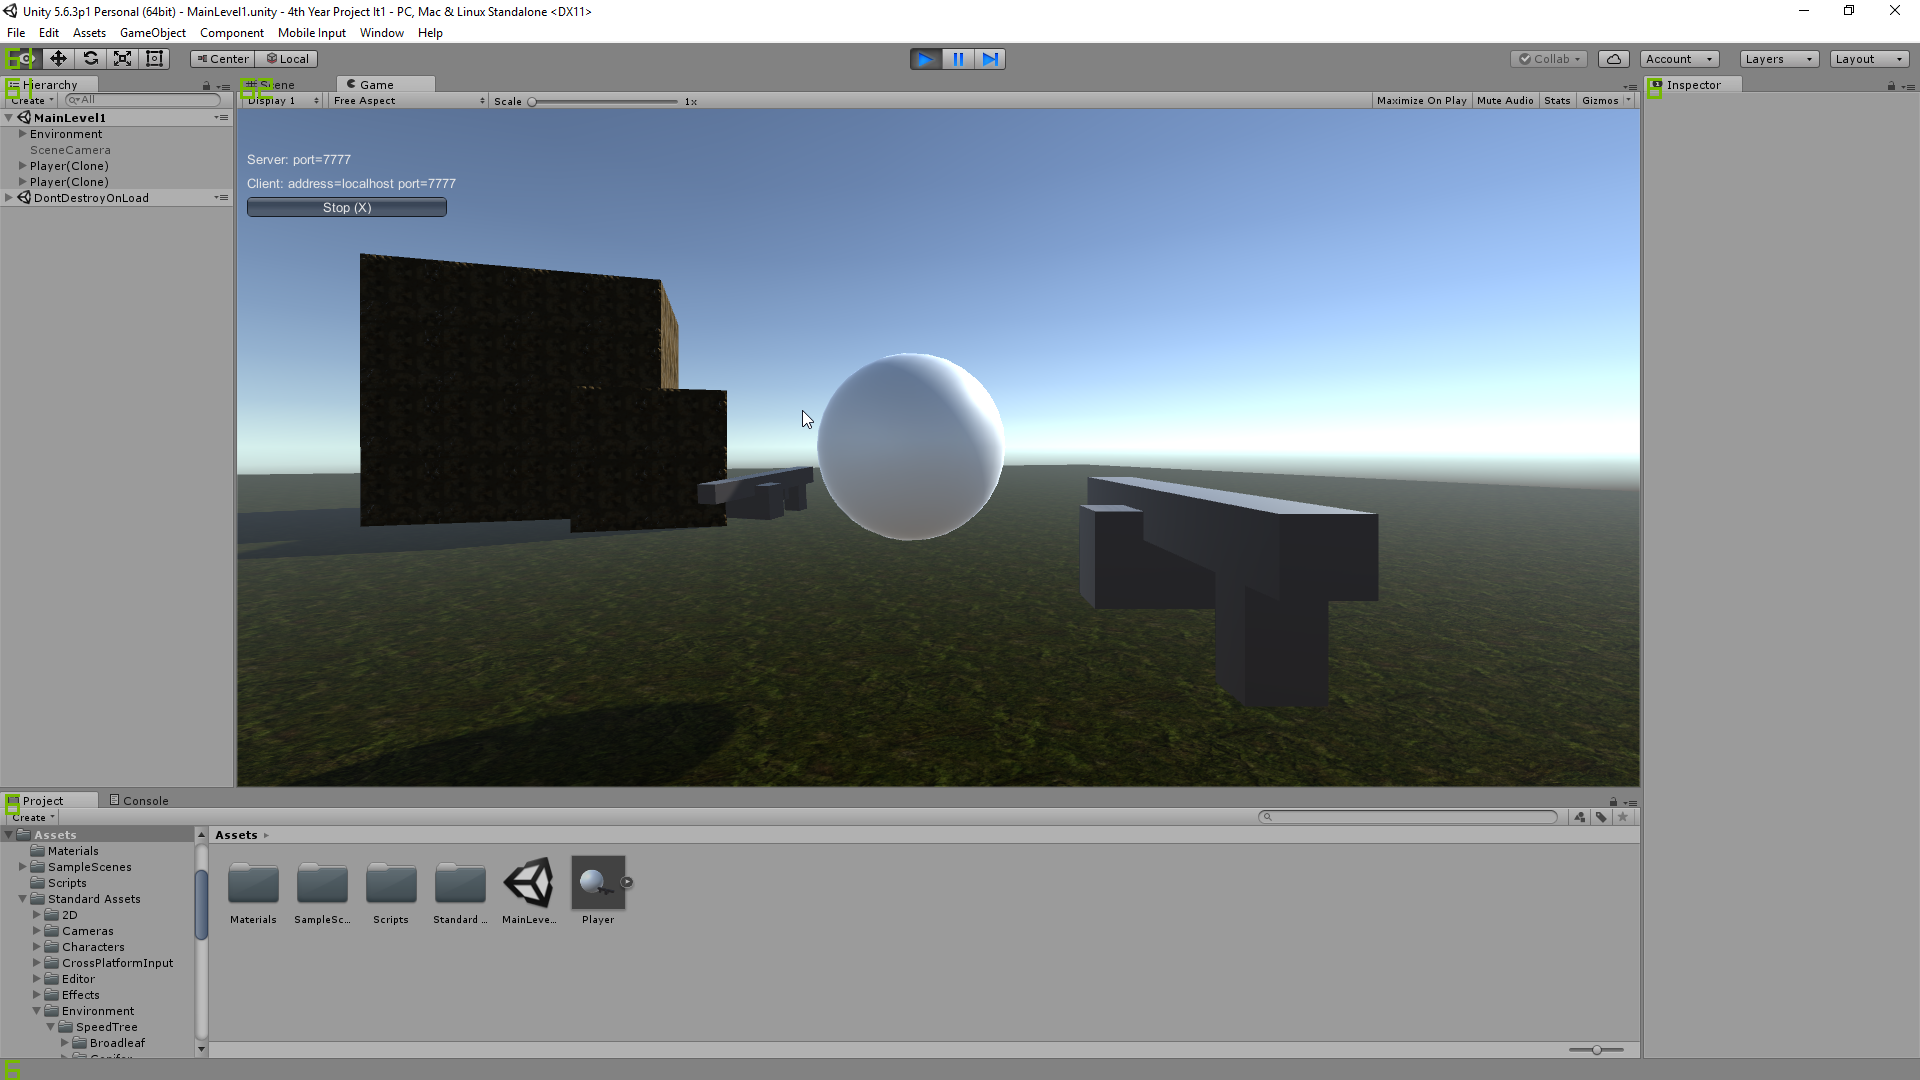 Unity 5.6.3p1 Personal (64bit) - MainLevel1.unity - 4th Year Project It1 - PC, Mac & Linux Standalone <DX11>
File Edit Assets GameObject Component Mobile Input Window Help
Center Local Collab Account Layers Layout
Hierarchy Scene Game Inspector
Create All Display 1 Free Aspect Scale 1x Maximize On Play Mute Audio Stats Gizmos
MainLevel1
Environment
SceneCamera
Player(Clone)
Player(Clone)
DontDestroyOnLoad
Server: port=7777
Client: address=localhost port=7777
Stop (X)
Project Console
Create
Assets
Materials
SampleScenes
Scripts
Standard Assets
2D
Cameras
Characters
CrossPlatformInput
Editor
Effects
Environment
SpeedTree
Broadleaf
Assets
Materials SampleSc... Scripts Standard ... MainLeve... Player